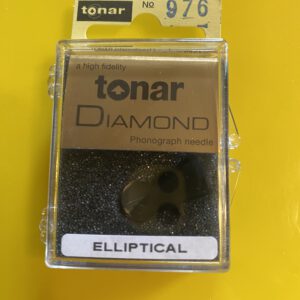 tonar
No 976
a high fidelity
tonar
DIAMOND
Phonograph needle
ELLIPTICAL